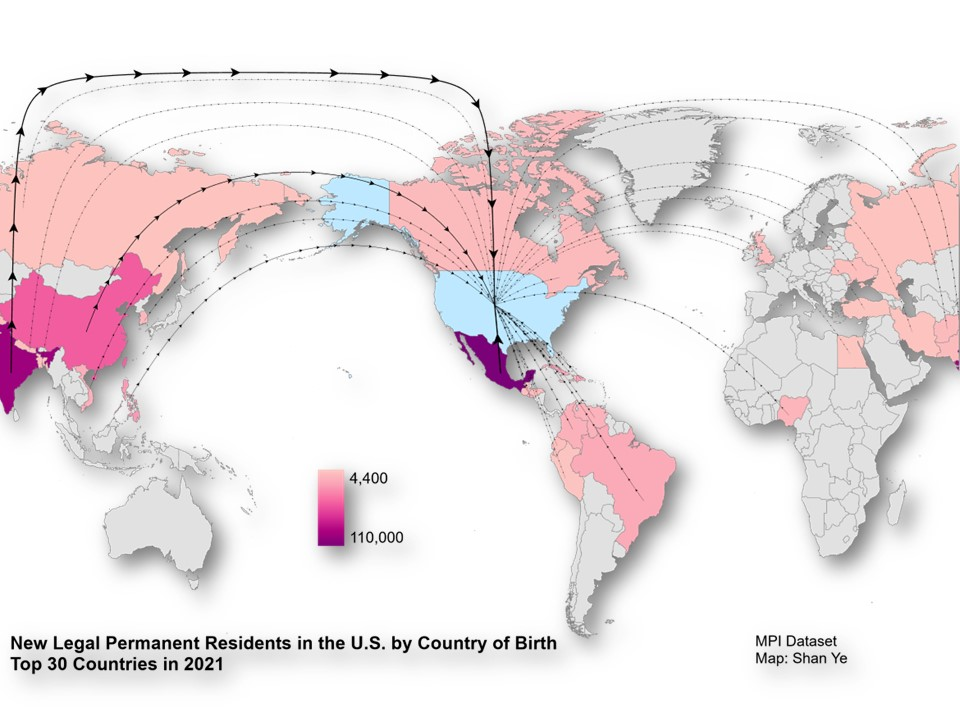 4,400
110,000
New Legal Permanent Residents in the U.S. by Country of Birth
Top 30 Countries in 2021
MPI Dataset
Map: Shan Ye